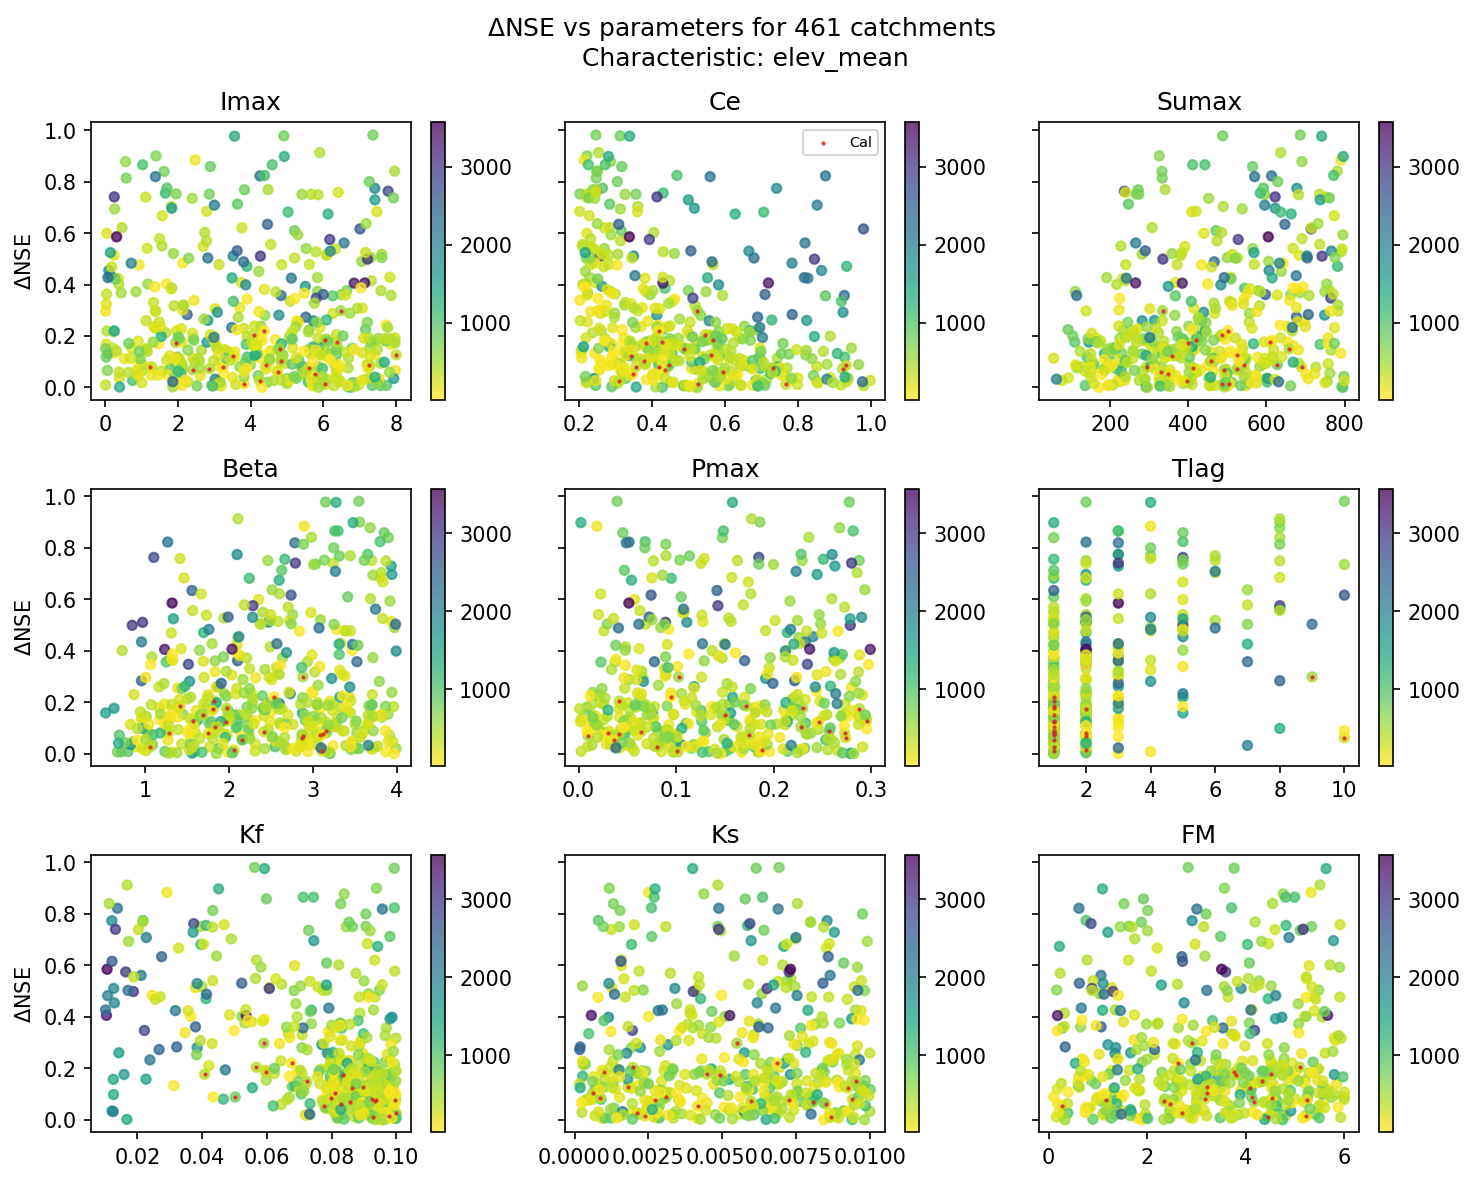 ΔNSE vs parameters for 461 catchments
Characteristic: elev_mean
Imax
Ce
Sumax
ΔNSE
1.0
0.8
0.6
0.4
0.2
0.0
0 2 4 6 8
3000
2000
1000
Cal
0.2 0.4 0.6 0.8 1.0
3000
2000
1000
200 400 600 800
3000
2000
1000
Beta
Pmax
Tlag
ΔNSE
1.0
0.8
0.6
0.4
0.2
0.0
1 2 3 4
3000
2000
1000
0.0 0.1 0.2 0.3
3000
2000
1000
2 4 6 8 10
3000
2000
1000
Kf
Ks
FM
ΔNSE
1.0
0.8
0.6
0.4
0.2
0.0
0.02 0.04 0.06 0.08 0.10
3000
2000
1000
0.0000 0.0025 0.0050 0.0075 0.0100
3000
2000
1000
0 2 4 6
3000
2000
1000